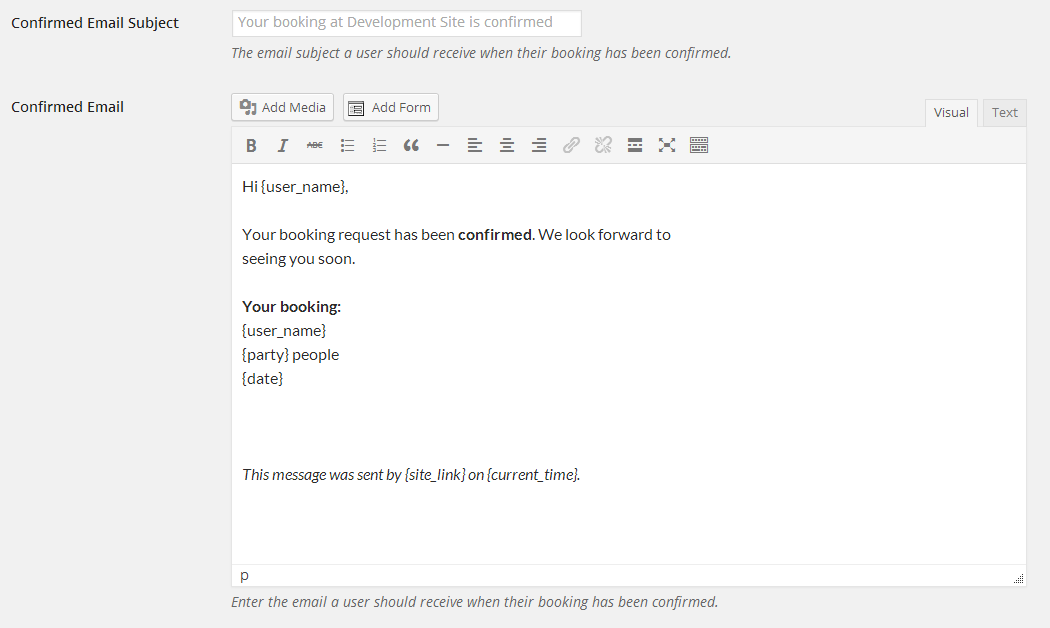 Confirmed Email Subject
Your booking at Development Site is confirmed
The email subject a user should receive when their booking has been confirmed.
Confirmed Email
Add Media
Add Form
Visual
Text
B I ABC
Hi {user_name},
Your booking request has been confirmed. We look forward to
seeing you soon.
Your booking:
{user_name}
{party} people
{date}
This message was sent by {site_link} on {current_time}.
p
Enter the email a user should receive when their booking has been confirmed.